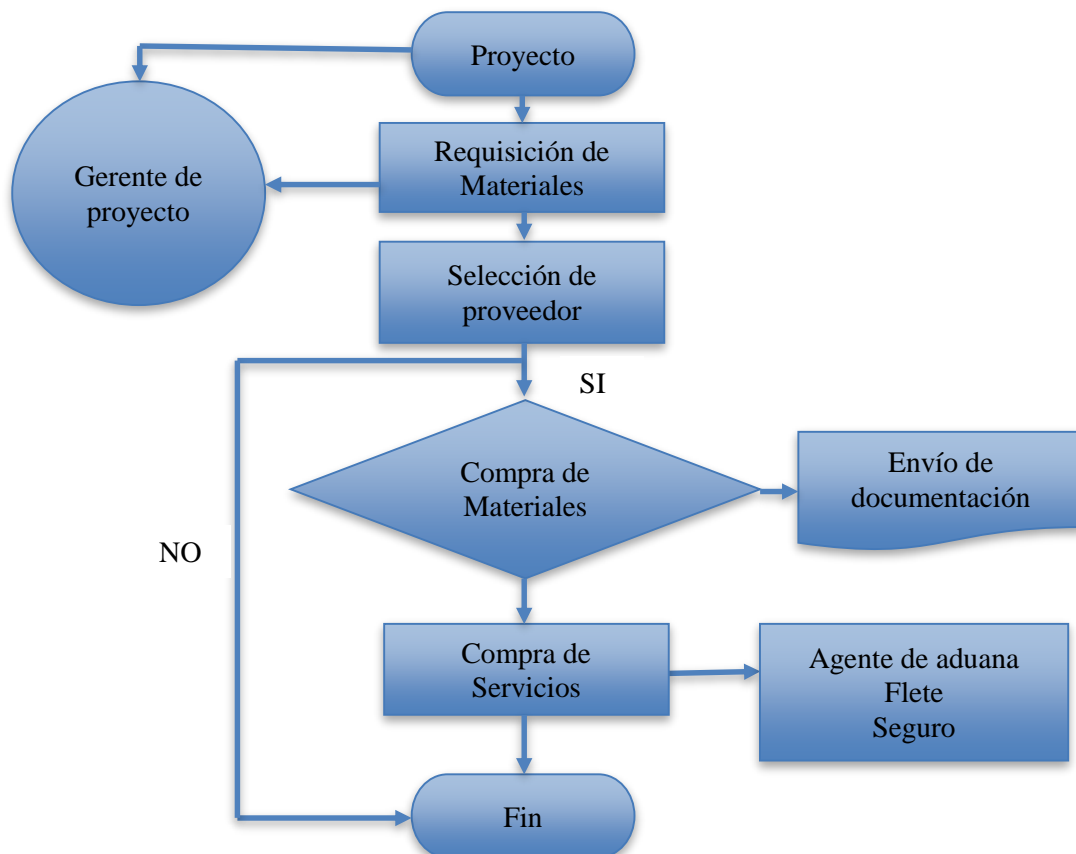 Proyecto
Requisición de
Materiales
Gerente de
proyecto
Selección de
proveedor
SI
Compra de
Materiales
Envío de
documentación
NO
Compra de
Servicios
Agente de aduana
Flete
Seguro
Fin